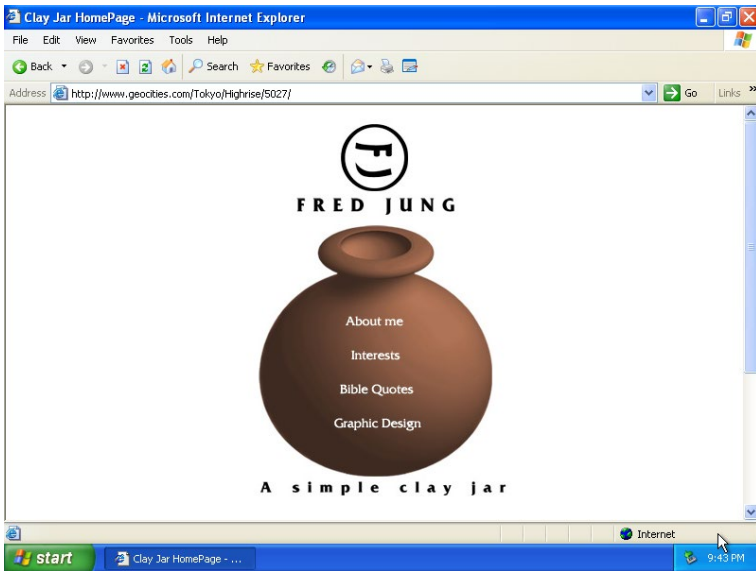 Clay Jar HomePage - Microsoft Internet Explorer
File Edit View Favorites Tools Help
Back Search Favorites
Address http://www.geocities.com/Tokyo/Highrise/5027/ Go Links »
FJ
FRED JUNG
About me
Interests
Bible Quotes
Graphic Design
A simple clay jar
Internet
start Clay Jar HomePage - ... 9:43 PM